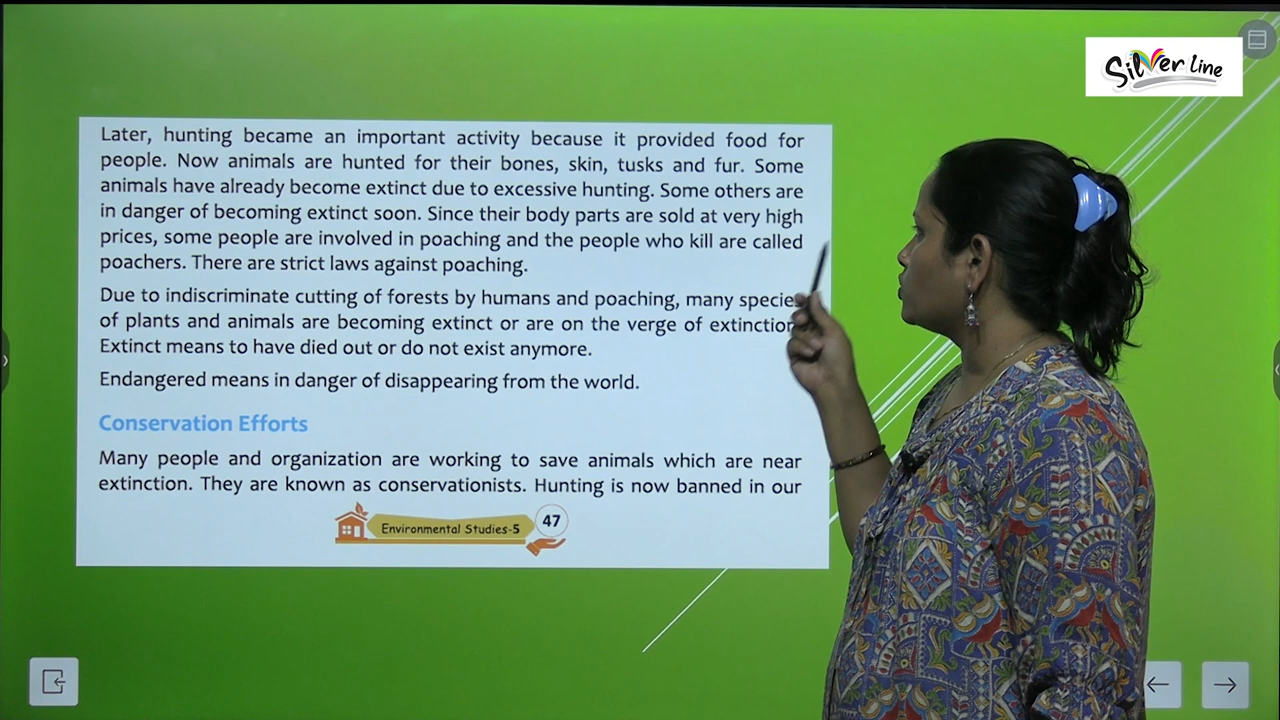 Silver line
Later, hunting became an important activity because it provided food for
people. Now animals are hunted for their bones, skin, tusks and fur. Some
animals have already become extinct due to excessive hunting. Some others are
in danger of becoming extinct soon. Since their body parts are sold at very high
prices, some people are involved in poaching and the people who kill are called
poachers. There are strict laws against poaching.
Due to indiscriminate cutting of forests by humans and poaching, many species
of plants and animals are becoming extinct or are on the verge of extinction
Extinct means to have died out or do not exist anymore.
Endangered means in danger of disappearing from the world.
Conservation Efforts
Many people and organization are working to save animals which are near
extinction. They are known as conservationists. Hunting is now banned in our
Environmental Studies-5
47